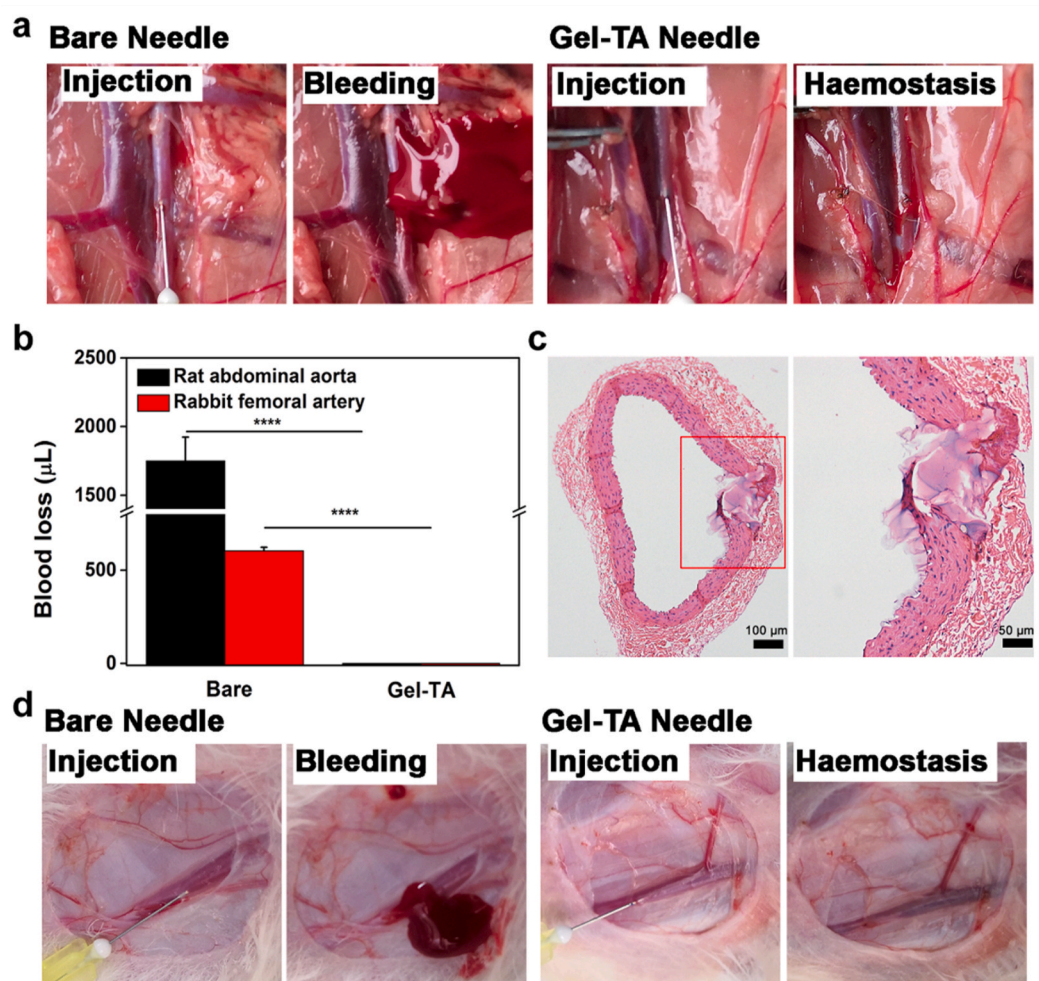 a
Bare Needle
Gel-TA Needle
Injection
Bleeding
Injection
Haemostasis
b
2500
2000
1500
500
0
Blood loss (μL)
Rat abdominal aorta
Rabbit femoral artery
****
****
Bare
Gel-TA
c
100 μm
50 μm
d
Bare Needle
Gel-TA Needle
Injection
Bleeding
Injection
Haemostasis